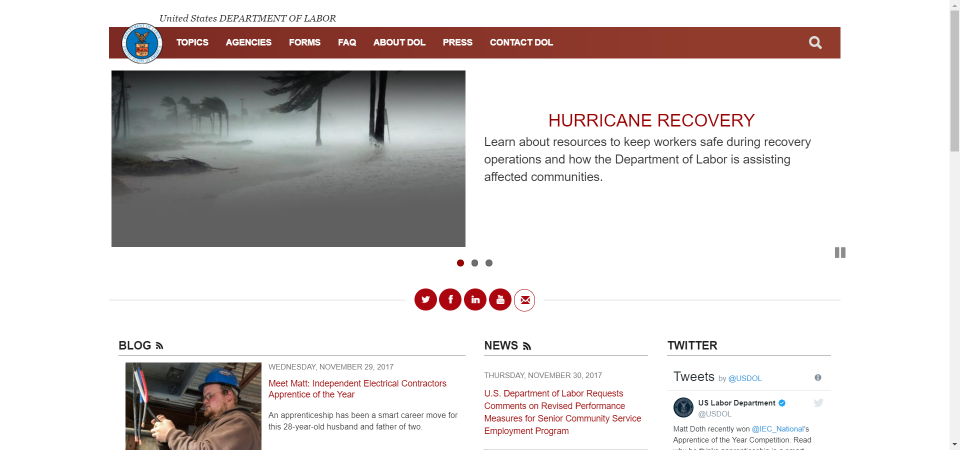 United States DEPARTMENT OF LABOR
TOPICS AGENCIES FORMS FAQ ABOUT DOL PRESS CONTACT DOL
HURRICANE RECOVERY
Learn about resources to keep workers safe during recovery
operations and how the Department of Labor is assisting
affected communities.
BLOG
WEDNESDAY, NOVEMBER 29, 2017
Meet Matt: Independent Electrical Contractors
Apprentice of the Year
An apprenticeship has been a smart career move for
this 28-year-old husband and father of two.
NEWS
THURSDAY, NOVEMBER 30, 2017
U.S. Department of Labor Requests
Comments on Revised Performance
Measures for Senior Community Service
Employment Program
TWITTER
Tweets by @USDOL
US Labor Department
@USDOL
Matt Doth recently won @IEC_National's
Apprentice of the Year Competition. Read